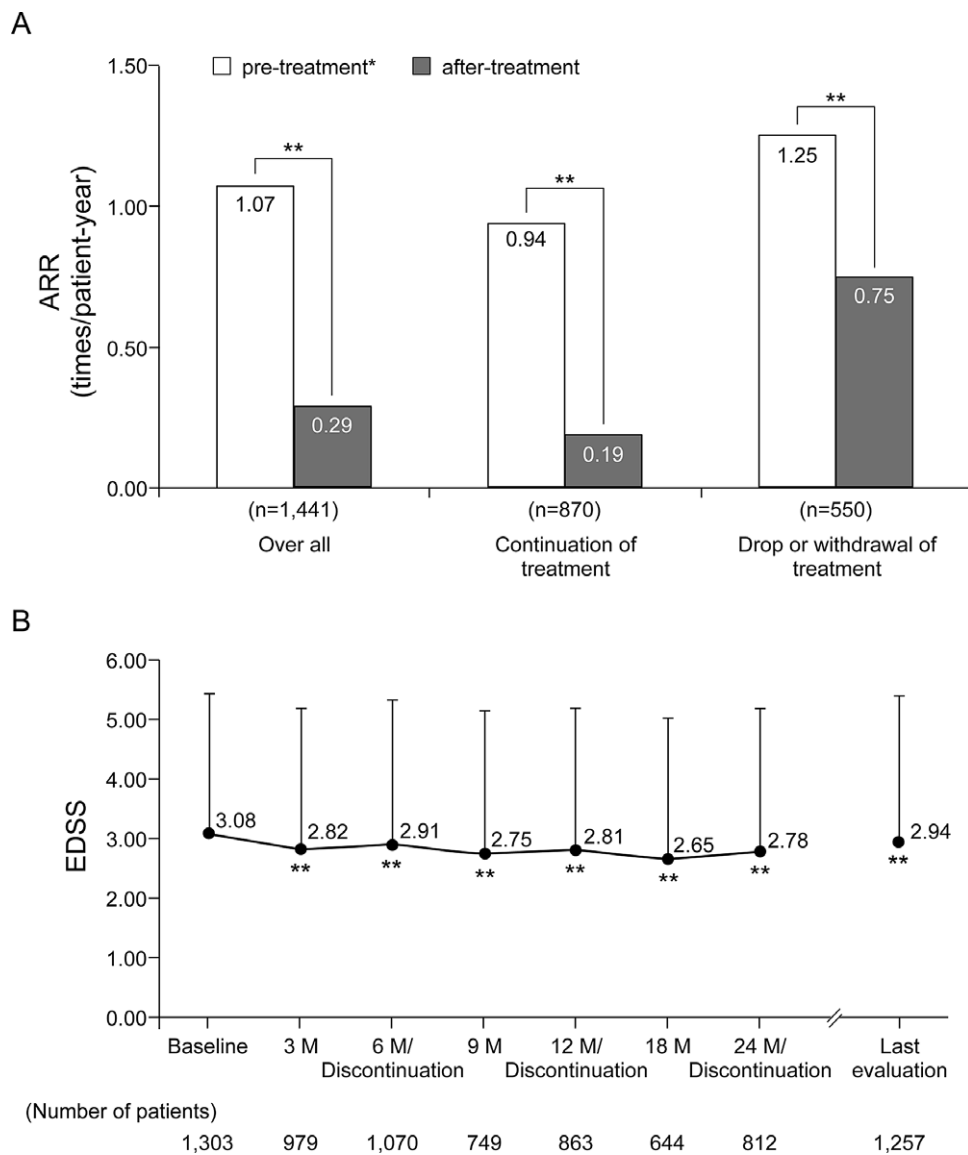 A
1.50
pre-treatment*
after-treatment
**
**
**
1.25
1.07
1.00
0.94
0.75
ARR
(times/patient-year)
0.50
0.29
0.19
0.00
(n=1,441)
(n=870)
(n=550)
Over all
Continuation of
treatment
Drop or withdrawal of
treatment
B
6.00
5.00
4.00
3.00
2.00
1.00
0.00
EDSS
3.08
2.82
2.91
2.75
2.81
2.65
2.78
2.94
**
**
**
**
**
**
**
Baseline
3 M
6 M/
Discontinuation
9 M
12 M/
Discontinuation
18 M
24 M/
Discontinuation
Last
evaluation
(Number of patients)
1,303 979 1,070 749 863 644 812 1,257